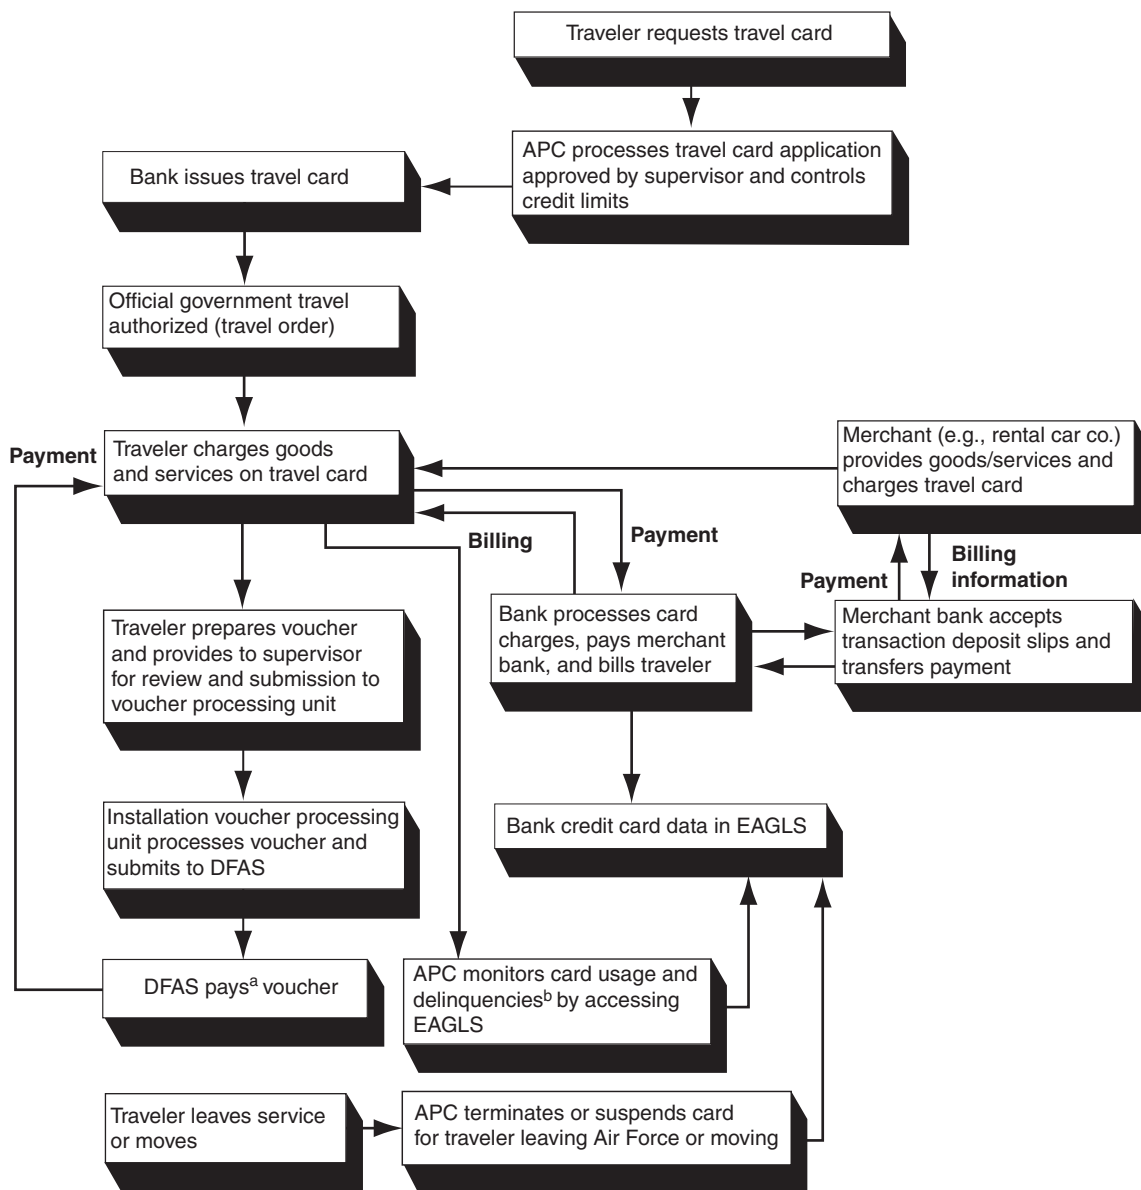 Traveler requests travel card
APC processes travel card application
approved by supervisor and controls
credit limits
Bank issues travel card
Official government travel
authorized (travel order)
Payment
Traveler charges goods
and services on travel card
Merchant (e.g., rental car co.)
provides goods/services and
charges travel card
Billing
Payment
Payment
Billing
information
Traveler prepares voucher
and provides to supervisor
for review and submission to
voucher processing unit
Bank processes card
charges, pays merchant
bank, and bills traveler
Merchant bank accepts
transaction deposit slips and
transfers payment
Installation voucher processing
unit processes voucher and
submits to DFAS
Bank credit card data in EAGLS
DFAS paysᵃ voucher
APC monitors card usage and
delinquenciesᵇ by accessing
EAGLS
Traveler leaves service
or moves
APC terminates or suspends card
for traveler leaving Air Force or moving